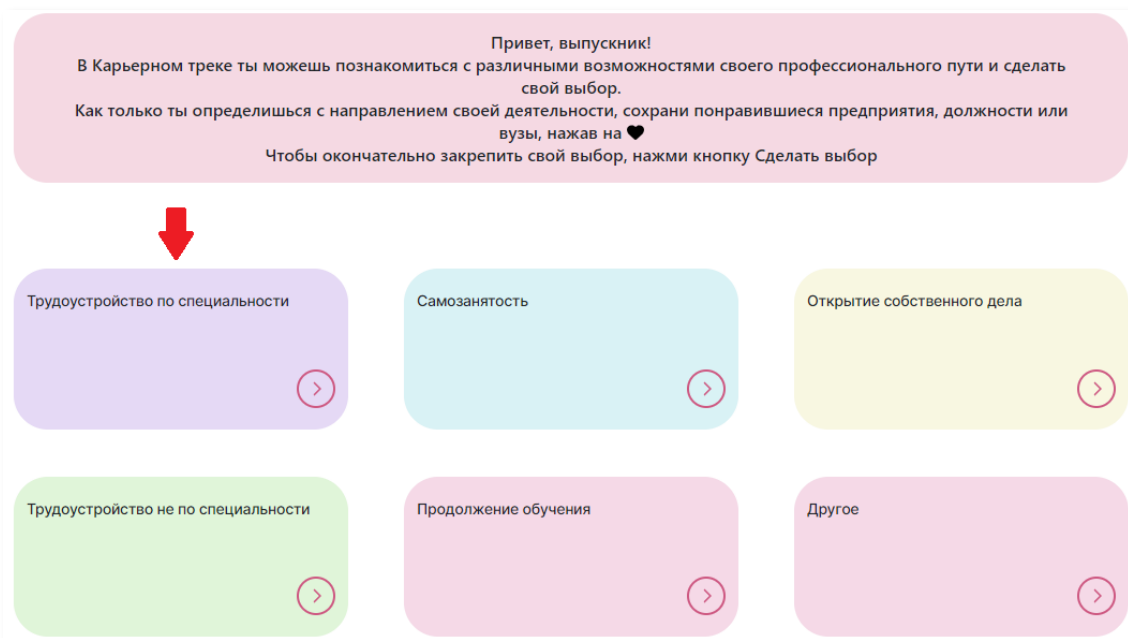 Привет, выпускник!
В Карьерном треке ты можешь познакомиться с различными возможностями своего профессионального пути и сделать
свой выбор.
Как только ты определишься с направлением своей деятельности, сохрани понравившиеся предприятия, должности или
вузы, нажав на 🖤
Чтобы окончательно закрепить свой выбор, нажми кнопку Сделать выбор
Трудоустройство по специальности
Самозанятость
Открытие собственного дела
Трудоустройство не по специальности
Продолжение обучения
Другое